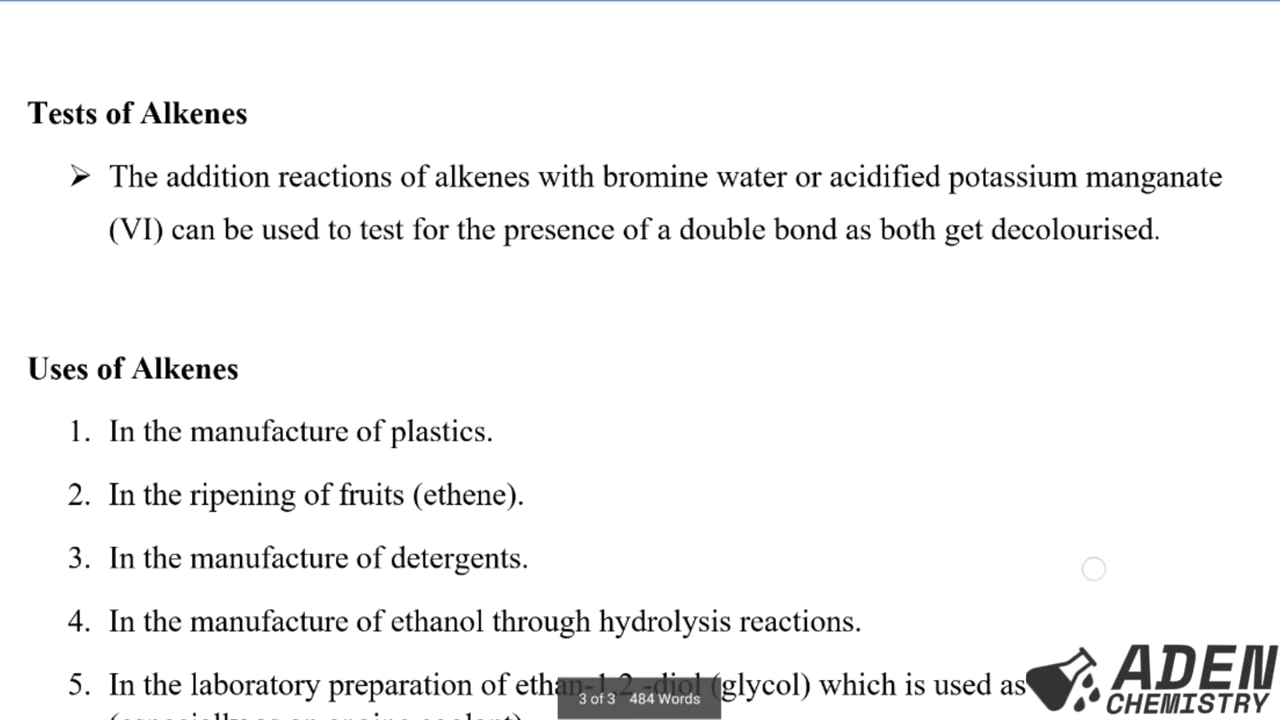 Tests of Alkenes
➢ The addition reactions of alkenes with bromine water or acidified potassium manganate
(VI) can be used to test for the presence of a double bond as both get decolourised.
Uses of Alkenes
1. In the manufacture of plastics.
2. In the ripening of fruits (ethene).
3. In the manufacture of detergents.
4. In the manufacture of ethanol through hydrolysis reactions.
5. In the laboratory preparation of ethan-1,2 -diol (glycol) which is used as
3 of 3 484 Words
ADEN
CHEMISTRY